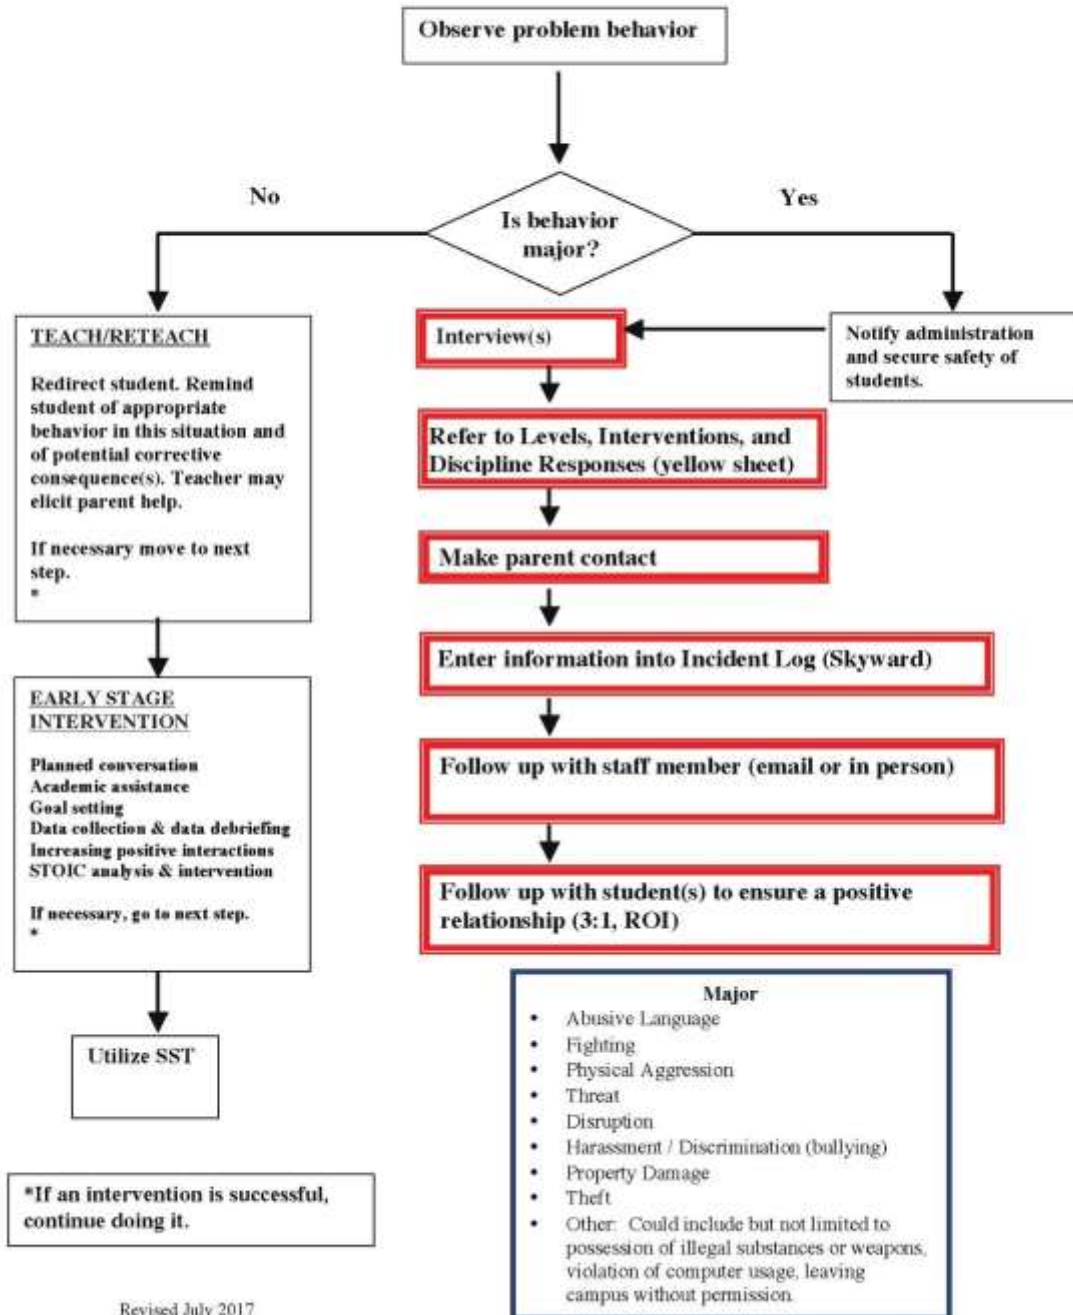 Observe problem behavior
No
Yes
Is behavior
major?
TEACH/RETEACH
Redirect student. Remind
student of appropriate
behavior in this situation and
of potential corrective
consequence(s). Teacher may
elicit parent help.
If necessary move to next
step.
*
EARLY STAGE
INTERVENTION
Planned conversation
Academic assistance
Goal setting
Data collection & data debriefing
Increasing positive interactions
STOIC analysis & intervention
If necessary, go to next step.
*
Utilize SST
*If an intervention is successful,
continue doing it.
Revised July 2017
Notify administration
and secure safety of
students.
Interview(s)
Refer to Levels, Interventions, and
Discipline Responses (yellow sheet)
Make parent contact
Enter information into Incident Log (Skyward)
Follow up with staff member (email or in person)
Follow up with student(s) to ensure a positive
relationship (3:1, ROI)
Major
• Abusive Language
• Fighting
• Physical Aggression
• Threat
• Disruption
• Harassment / Discrimination (bullying)
• Property Damage
• Theft
• Other: Could include but not limited to
possession of illegal substances or weapons,
violation of computer usage, leaving
campus without permission.